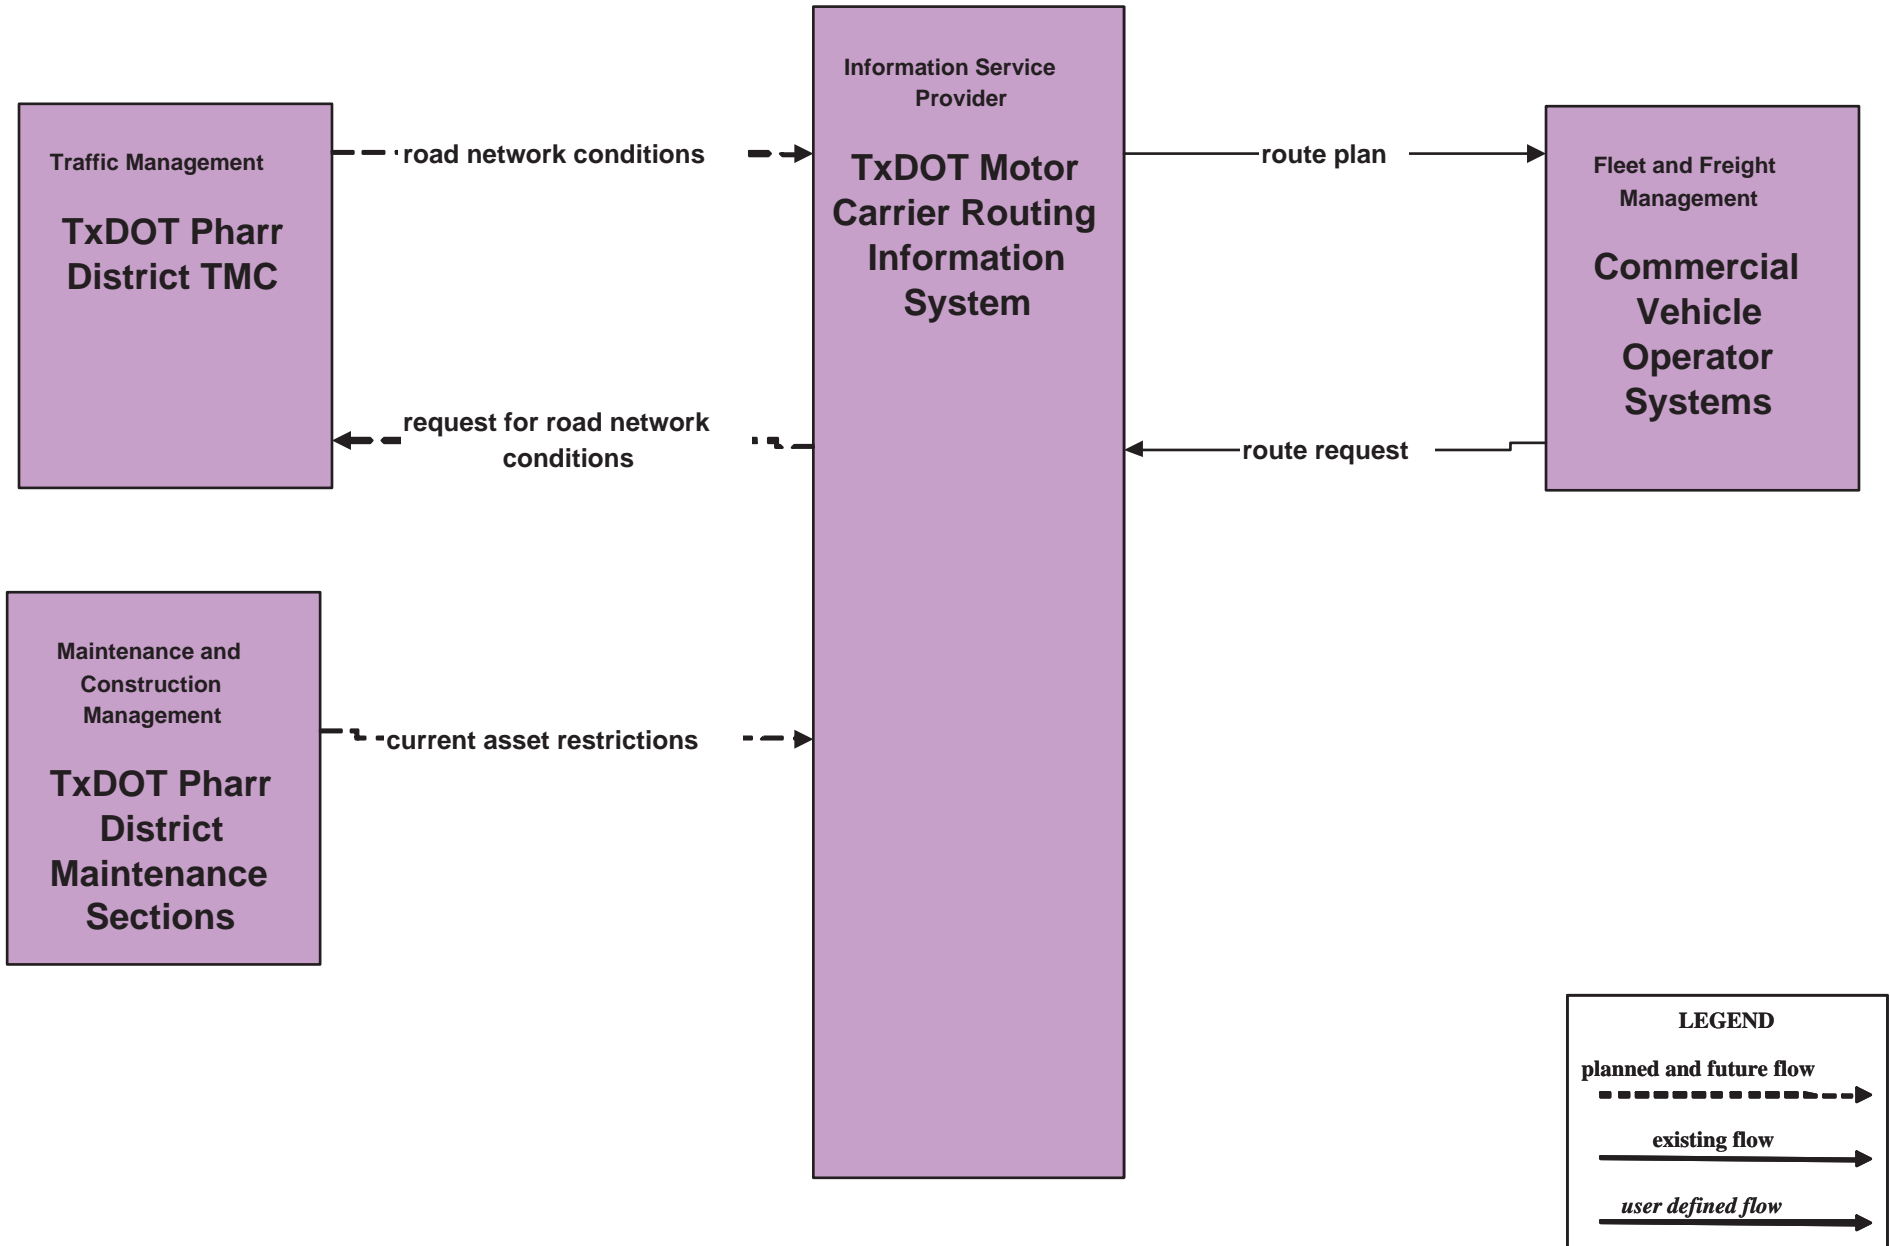 Traffic Management
TxDOT Pharr
District TMC
road network conditions
request for road network
conditions
Information Service
Provider
TxDOT Motor
Carrier Routing
Information
System
route plan
route request
Fleet and Freight
Management
Commercial
Vehicle
Operator
Systems
Maintenance and
Construction
Management
TxDOT Pharr
District
Maintenance
Sections
current asset restrictions
LEGEND
planned and future flow
existing flow
user defined flow